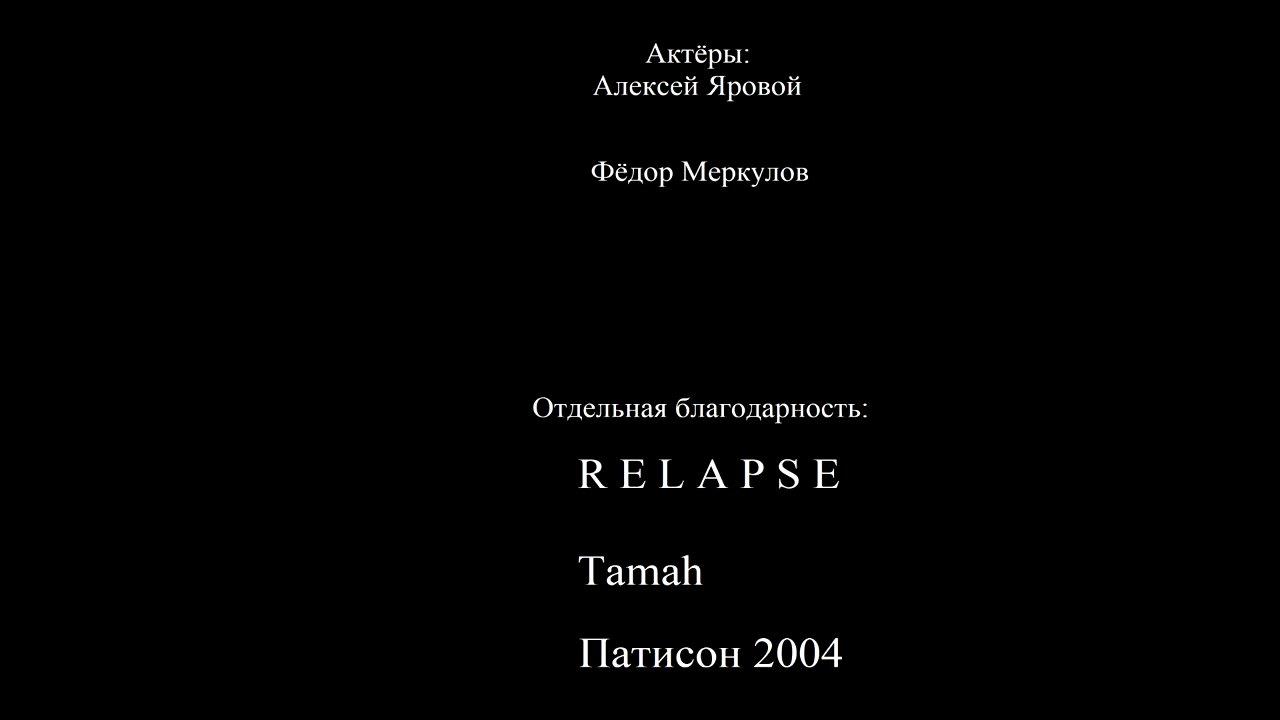 Актёры:
Алексей Яровой
Фёдор Меркулов
Отдельная благодарность:
R E L A P S E
Tamah
Патисон 2004